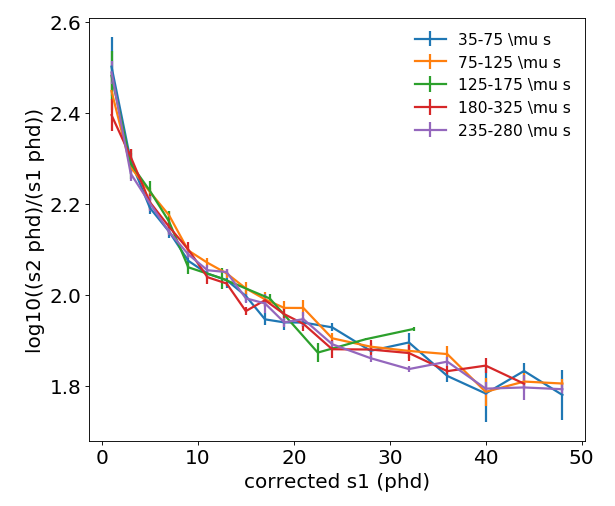 2.6
2.4
2.2
2.0
1.8
log10((s2 phd)/(s1 phd))
35-75 \mu s
75-125 \mu s
125-175 \mu s
180-325 \mu s
235-280 \mu s
0 10 20 30 40 50
corrected s1 (phd)